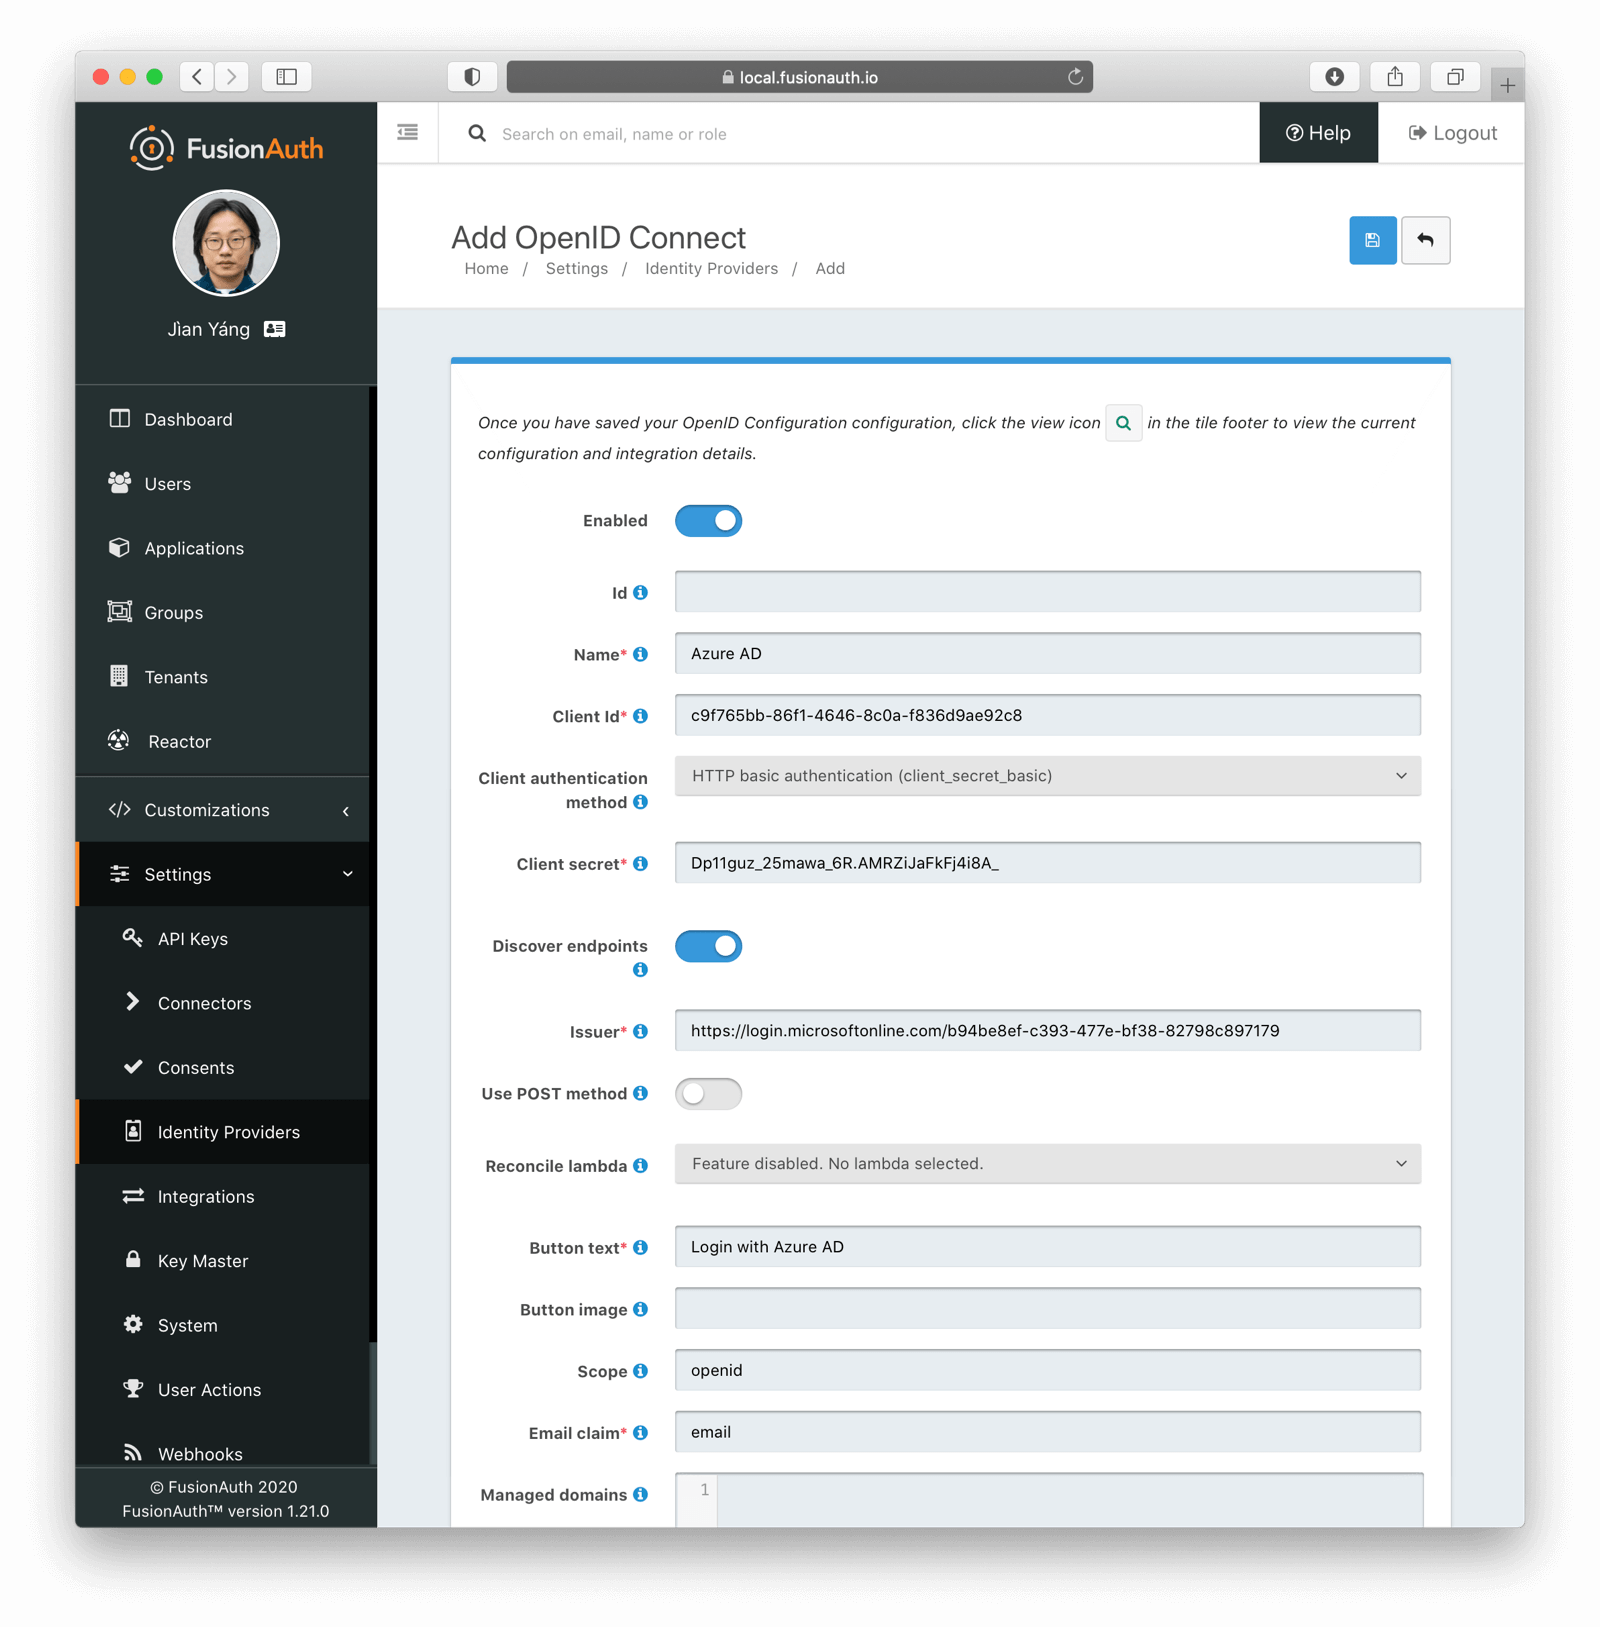 local.fusionauth.io
FusionAuth
Search on email, name or role
Help
Logout
Jìan Yáng
Add OpenID Connect
Home / Settings / Identity Providers / Add
Dashboard
Users
Applications
Groups
Tenants
Reactor
Customizations
Settings
API Keys
Connectors
Consents
Identity Providers
Integrations
Key Master
System
User Actions
Webhooks
© FusionAuth 2020
FusionAuth™ version 1.21.0
Once you have saved your OpenID Configuration configuration, click the view icon in the tile footer to view the current
configuration and integration details.
Enabled
Id
Name* Azure AD
Client Id* c9f765bb-86f1-4646-8c0a-f836d9ae92c8
Client authentication
method HTTP basic authentication (client_secret_basic)
Client secret* Dp11guz_25mawa_6R.AMRZiJaFkFj4i8A_
Discover endpoints
Issuer* https://login.microsoftonline.com/b94be8ef-c393-477e-bf38-82798c897179
Use POST method
Reconcile lambda Feature disabled. No lambda selected.
Button text* Login with Azure AD
Button image
Scope openid
Email claim* email
Managed domains 1